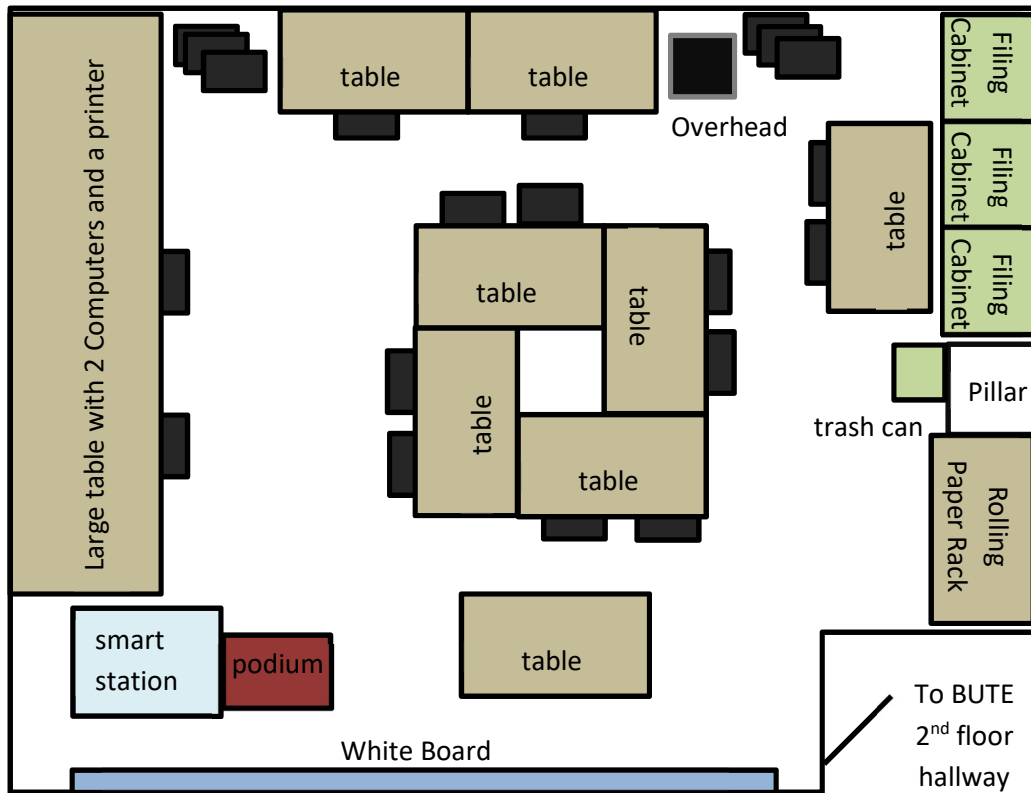 table
table
Overhead
Filing
Cabinet
Filing
Cabinet
Filing
Cabinet
Large table with 2 Computers and a printer
table
table
table
table
table
Pillar
trash can
Rolling
Paper Rack
smart
station
podium
table
To BUTE
2nd floor
hallway
White Board